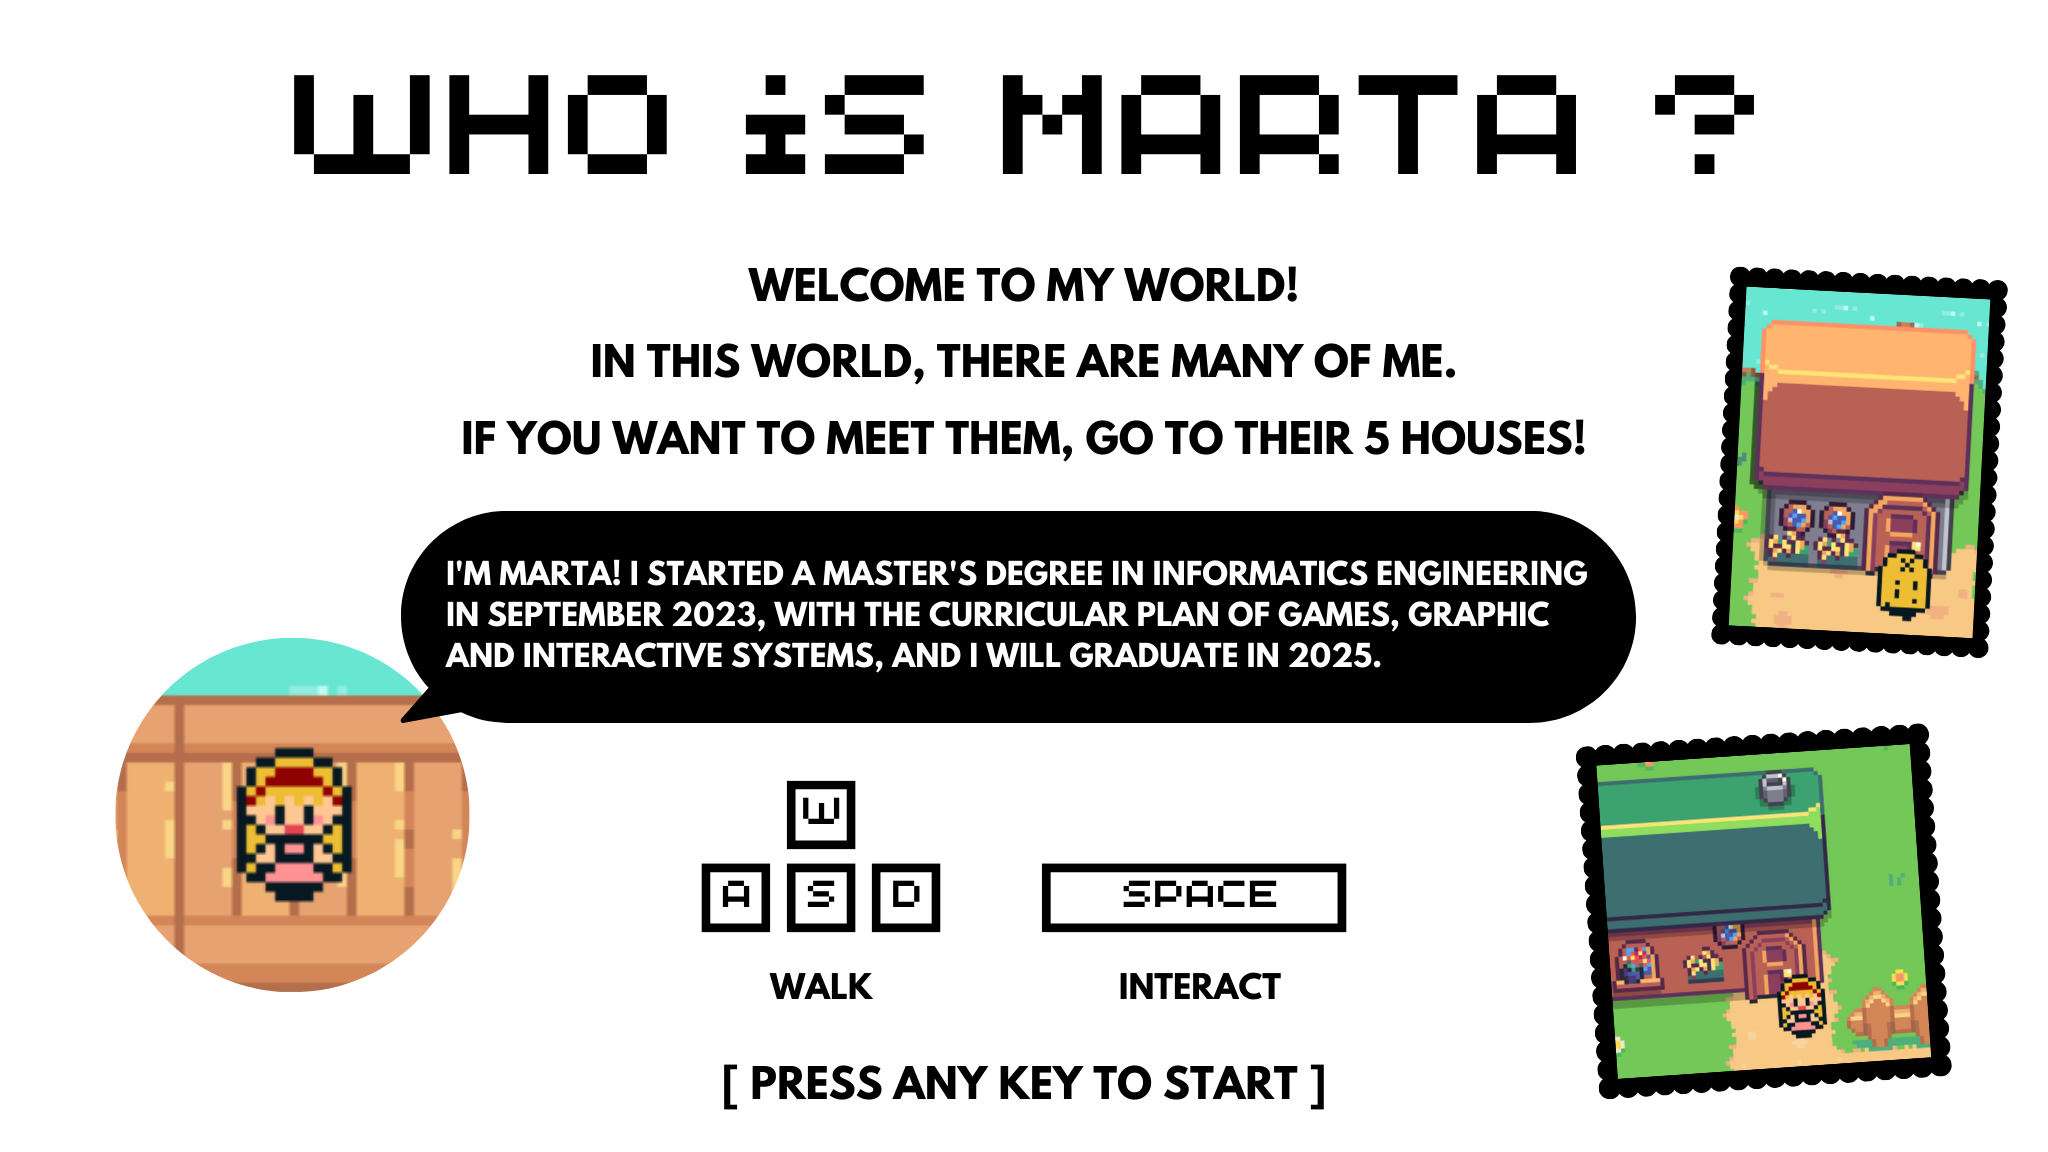 WHO iS MARTA ?
WELCOME TO MY WORLD!
IN THIS WORLD, THERE ARE MANY OF ME.
IF YOU WANT TO MEET THEM, GO TO THEIR 5 HOUSES!
I'M MARTA! I STARTED A MASTER'S DEGREE IN INFORMATICS ENGINEERING
IN SEPTEMBER 2023, WITH THE CURRICULAR PLAN OF GAMES, GRAPHIC
AND INTERACTIVE SYSTEMS, AND I WILL GRADUATE IN 2025.
W
A S D SPACE
WALK INTERACT
[ PRESS ANY KEY TO START ]